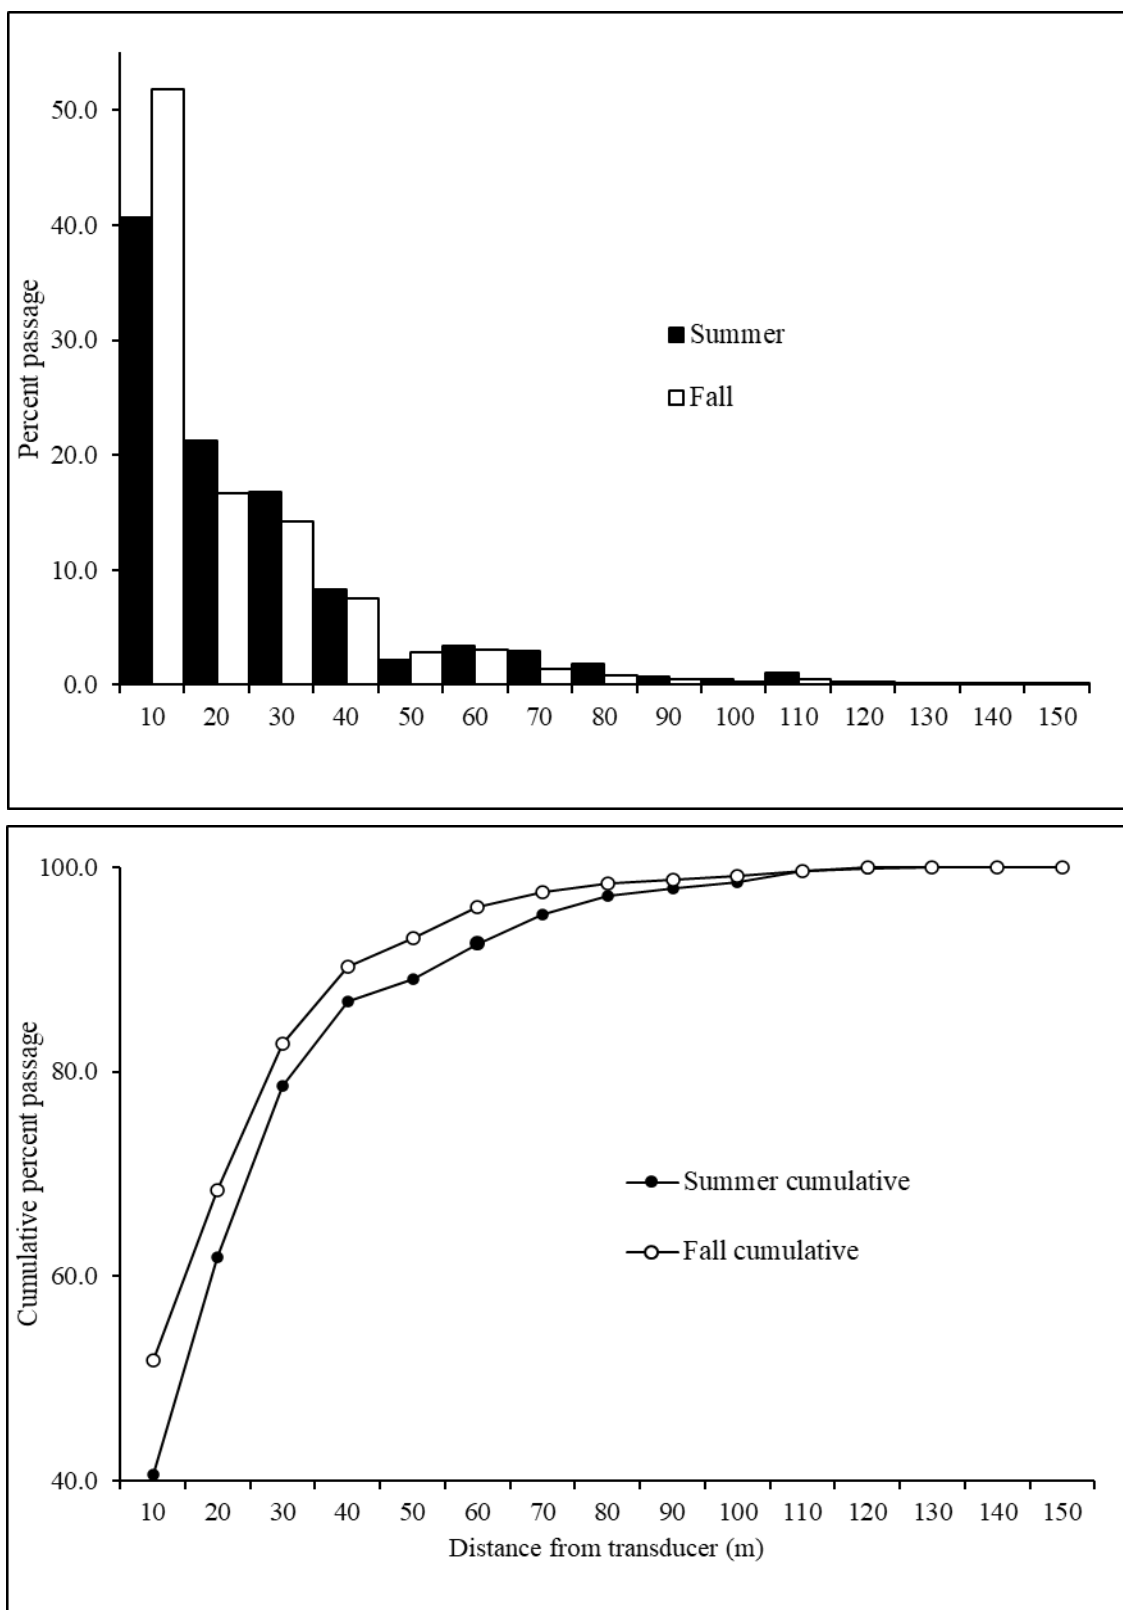 Percent passage
50.0
40.0
30.0
20.0
10.0
0.0
Summer
Fall
10 20 30 40 50 60 70 80 90 100 110 120 130 140 150
Cumulative percent passage
100.0
80.0
60.0
40.0
Summer cumulative
Fall cumulative
10 20 30 40 50 60 70 80 90 100 110 120 130 140 150
Distance from transducer (m)